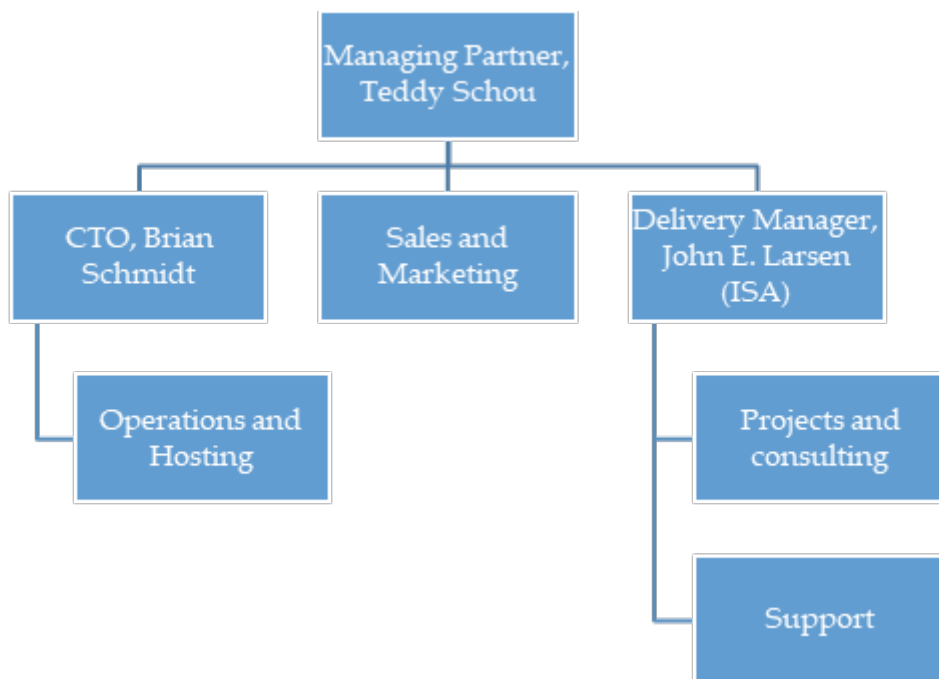 Managing Partner,
Teddy Schou
CTO, Brian
Schmidt
Sales and
Marketing
Delivery Manager,
John E. Larsen
(ISA)
Operations and
Hosting
Projects and
consulting
Support